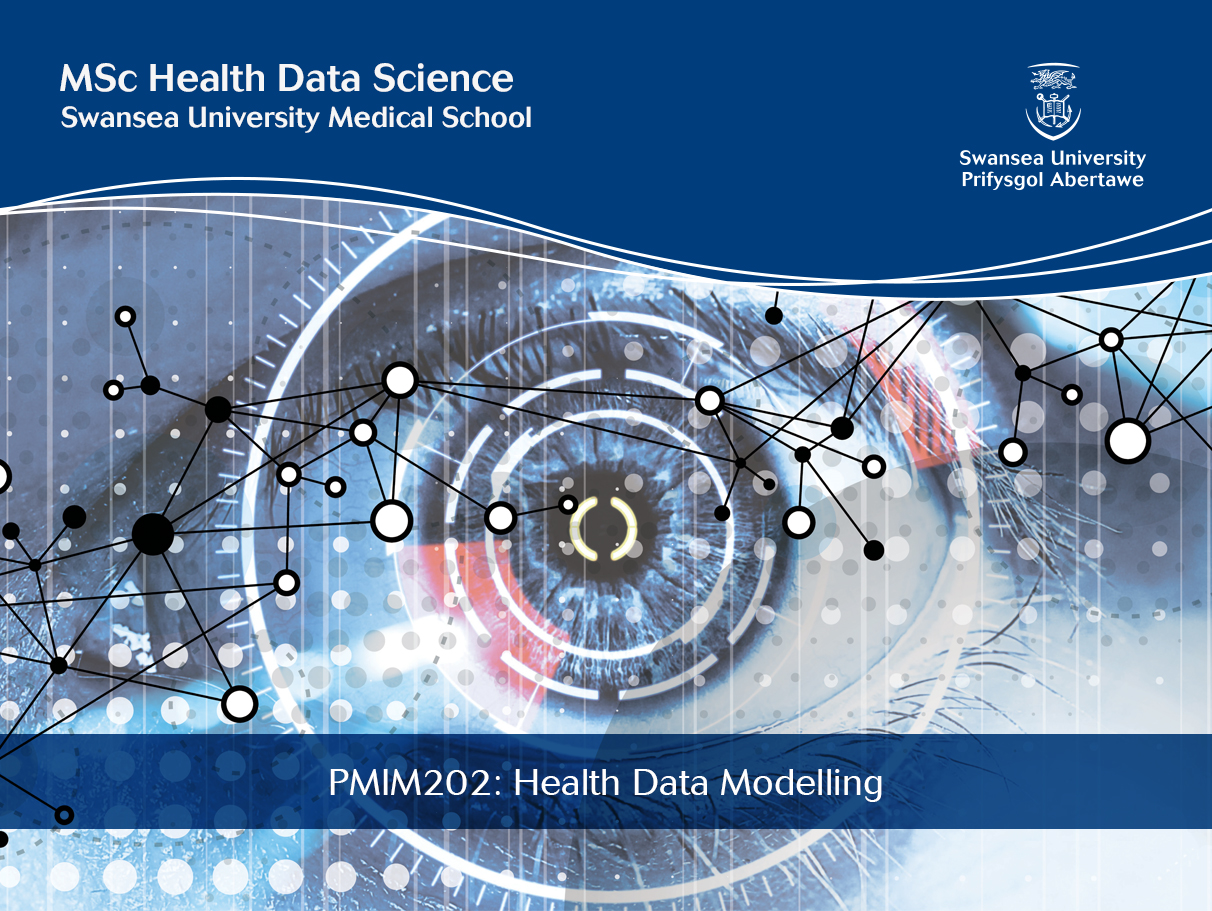 MSc Health Data Science
Swansea University Medical School
Swansea University
Prifysgol Abertawe
PMIM202: Health Data Modelling